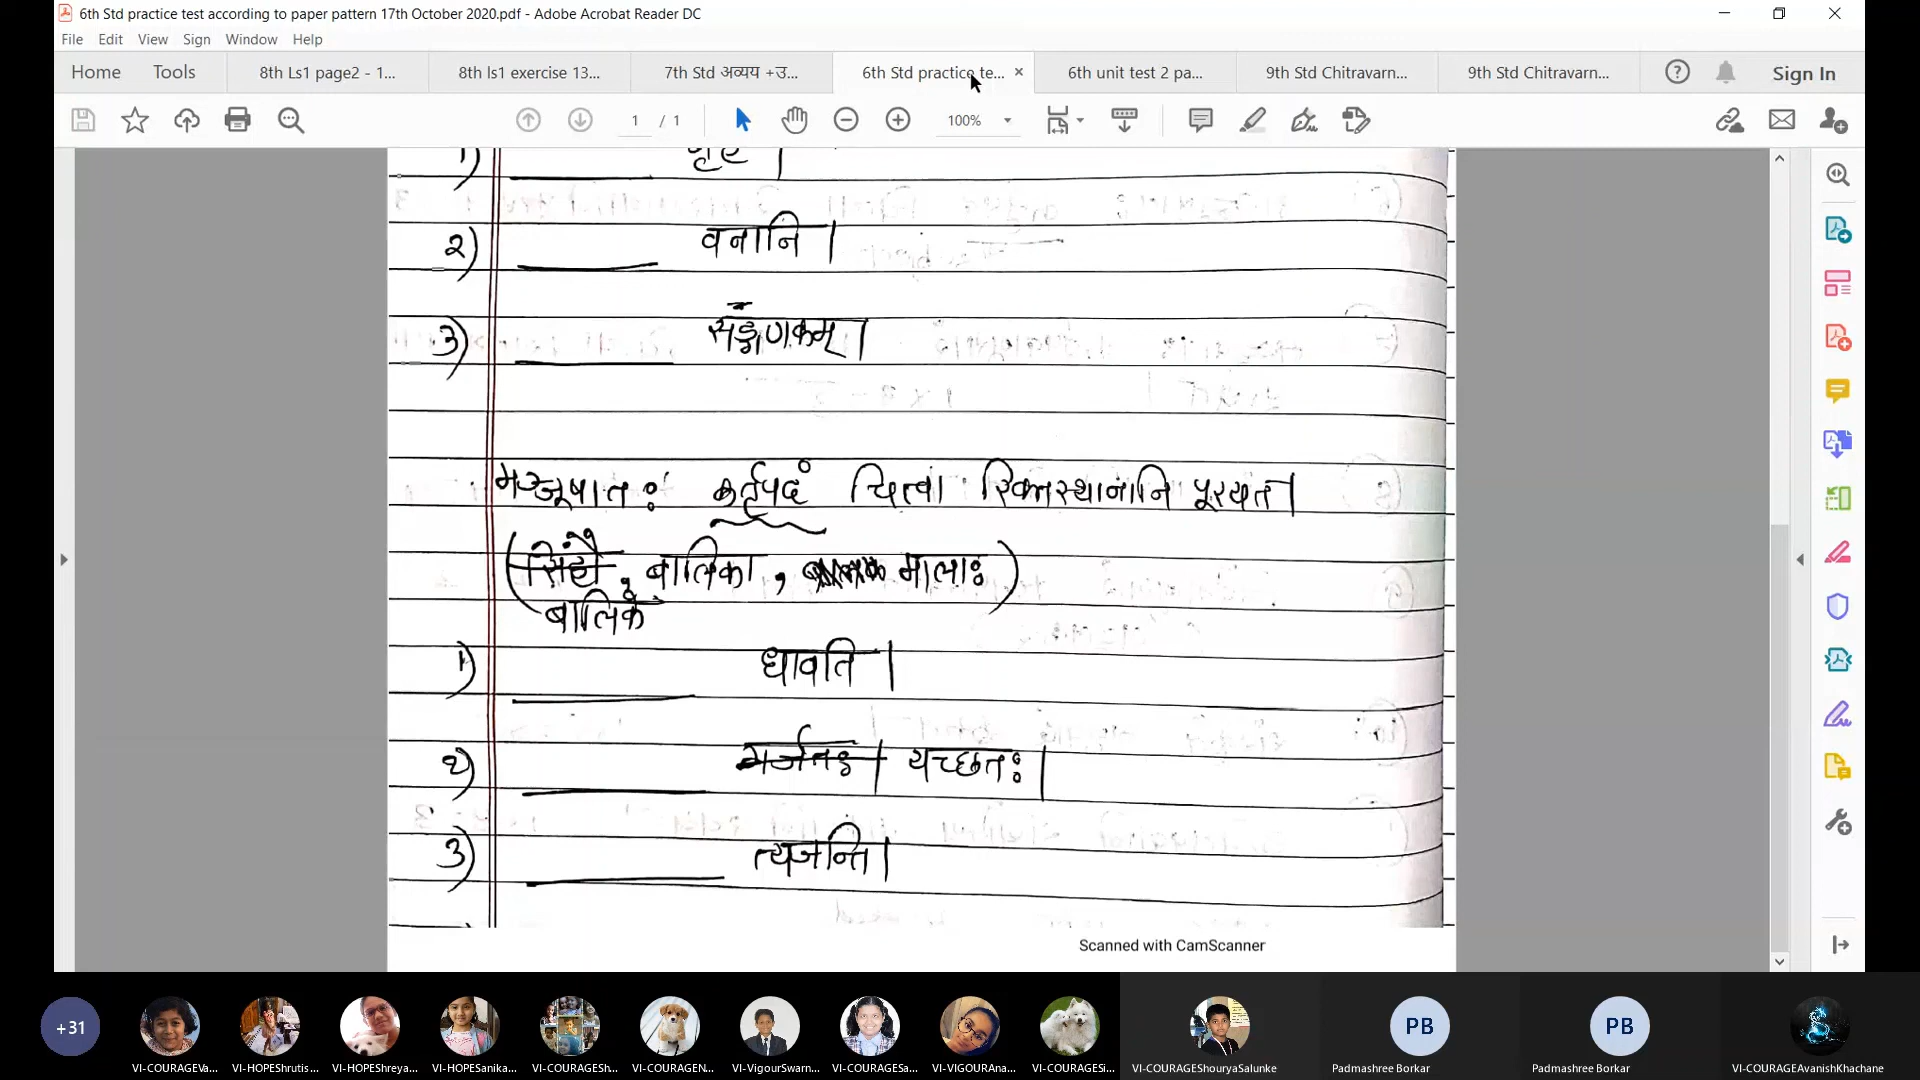 6th Std practice test according to paper pattern 17th October 2020.pdf - Adobe Acrobat Reader DC
File Edit View Sign Window Help
Home Tools 8th Ls1 page2 - 1... 8th ls1 exercise 13... 7th Std अव्यय +उ... 6th Std practice te... × 6th unit test 2 pa... 9th Std Chitravarn... 9th Std Chitravarn... Sign In
1 / 1 100%
१)
२) वनानि |
३) सङ्गणकम् |
मञ्जूषातः कर्तृपदं चित्वा रिक्तस्थानानि पूरयत |
(सिंहौ, बालिका, मालाः)
बालिके
१) धावति |
२) गर्जतः | यच्छतः |
३) त्यजन्ति |
Scanned with CamScanner
+31
VI-COURAGEVa... VI-HOPEShrutis... VI-HOPEShreya... VI-HOPESanika... VI-COURAGESh... VI-COURAGEN... VI-VigourSwarn... VI-COURAGESa... VI-VIGOURAna... VI-COURAGESi... VI-COURAGEShouryaSalunke PB Padmashree Borkar PB Padmashree Borkar VI-COURAGEAvanishKhachane